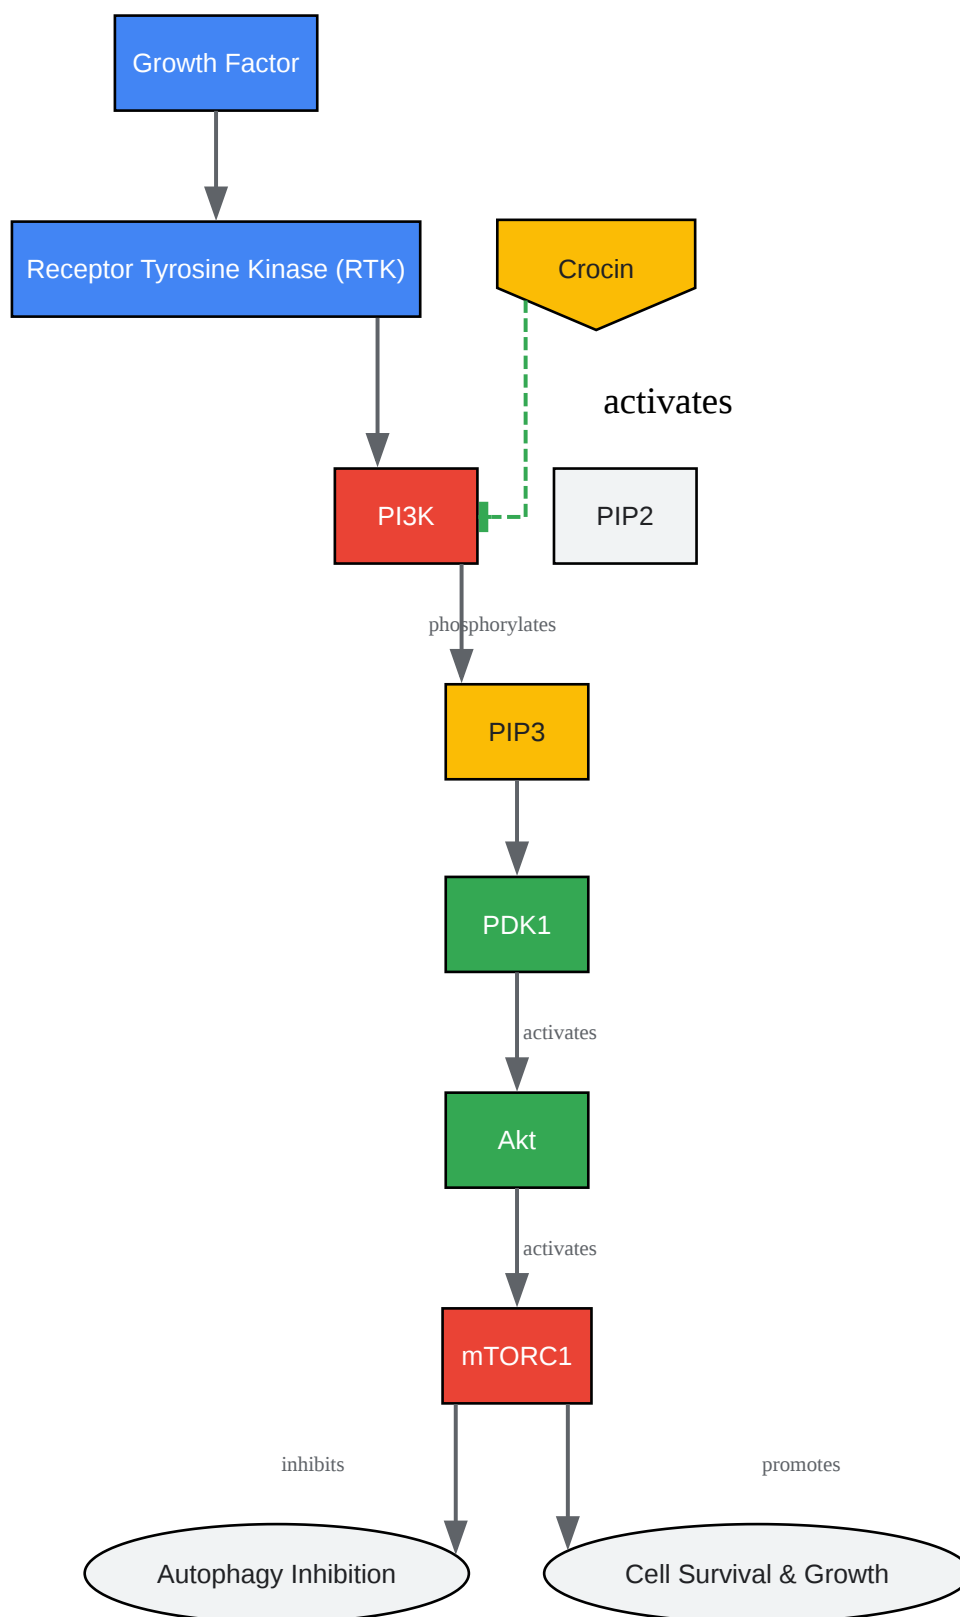 Growth Factor
Receptor Tyrosine Kinase (RTK)
Crocin
activates
PI3K
PIP2
phosphorylates
PIP3
PDK1
activates
Akt
activates
mTORC1
inhibits
promotes
Autophagy Inhibition
Cell Survival & Growth